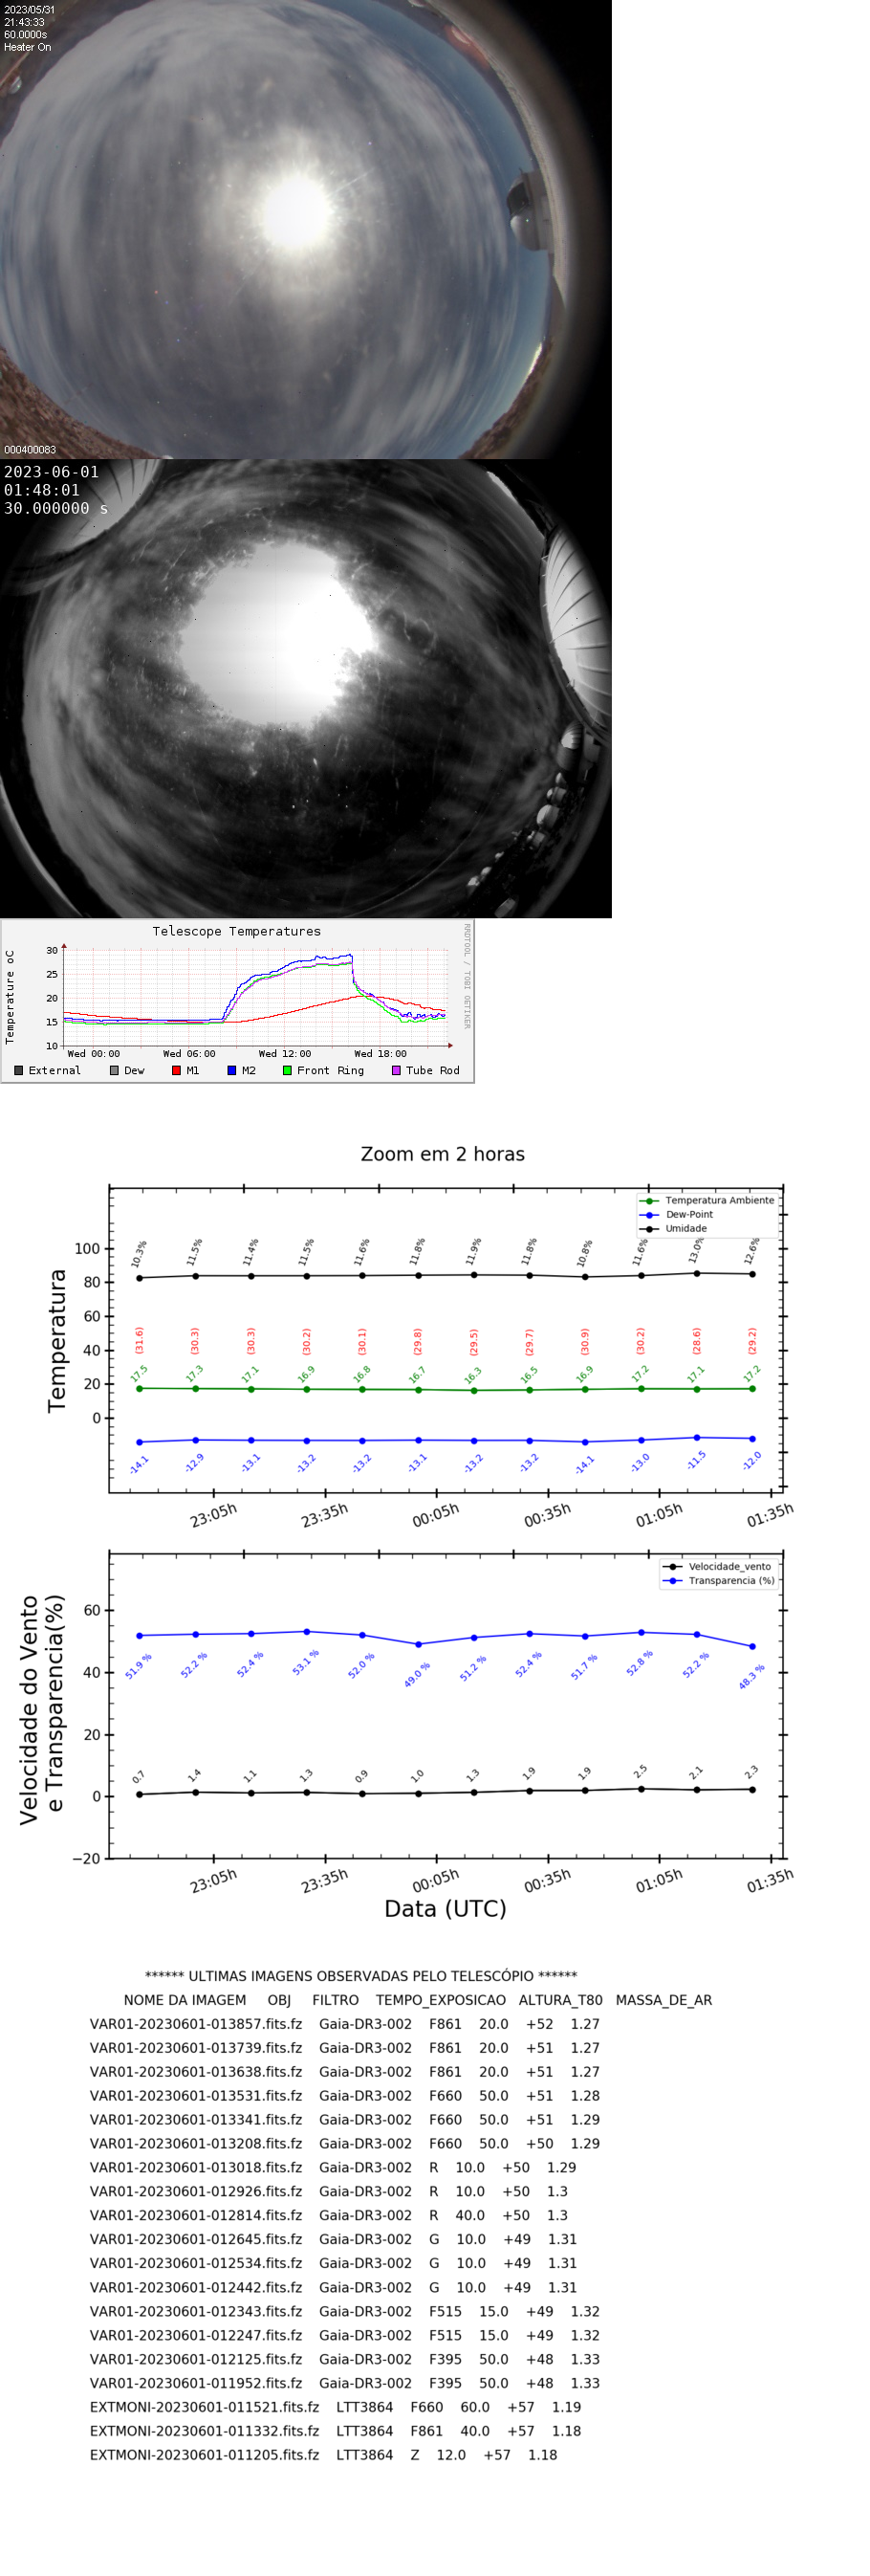 2023/05/31
21:43:33
60.0000s
Heater On
000400083
2023-06-01
01:48:01
30.000000 s
Telescope Temperatures
Temperature oC
30
25
20
15
10
Wed 00:00 Wed 06:00 Wed 12:00 Wed 18:00
External Dew M1 M2 Front Ring Tube Rod
RRDTOOL / TOBI OETIKER
Zoom em 2 horas
Temperatura Ambiente
Dew-Point
Umidade
Temperatura
100
80
60
40
20
0
10.3% 11.5% 11.4% 11.5% 11.6% 11.8% 11.9% 11.8% 10.8% 11.6% 13.0% 12.6%
(31.6) (30.3) (30.3) (30.2) (30.1) (29.8) (29.5) (29.7) (30.9) (30.2) (28.6) (29.2)
17.5 17.3 17.1 16.9 16.8 16.7 16.3 16.5 16.9 17.2 17.1 17.2
-14.1 -12.9 -13.1 -13.2 -13.2 -13.1 -13.2 -13.2 -14.1 -13.0 -11.5 -12.0
23:05h 23:35h 00:05h 00:35h 01:05h 01:35h
Velocidade_vento
Transparencia (%)
Velocidade do Vento
e Transparencia(%)
60
40
20
0
−20
51.9 % 52.2 % 52.4 % 53.1 % 52.0 % 49.0 % 51.2 % 52.4 % 51.7 % 52.8 % 52.2 % 48.3 %
0.7 1.4 1.1 1.3 0.9 1.0 1.3 1.9 1.9 2.5 2.1 2.3
23:05h 23:35h 00:05h 00:35h 01:05h 01:35h
Data (UTC)
****** ULTIMAS IMAGENS OBSERVADAS PELO TELESCÓPIO ******
NOME DA IMAGEM OBJ FILTRO TEMPO_EXPOSICAO ALTURA_T80 MASSA_DE_AR
VAR01-20230601-013857.fits.fz Gaia-DR3-002 F861 20.0 +52 1.27
VAR01-20230601-013739.fits.fz Gaia-DR3-002 F861 20.0 +51 1.27
VAR01-20230601-013638.fits.fz Gaia-DR3-002 F861 20.0 +51 1.27
VAR01-20230601-013531.fits.fz Gaia-DR3-002 F660 50.0 +51 1.28
VAR01-20230601-013341.fits.fz Gaia-DR3-002 F660 50.0 +51 1.29
VAR01-20230601-013208.fits.fz Gaia-DR3-002 F660 50.0 +50 1.29
VAR01-20230601-013018.fits.fz Gaia-DR3-002 R 10.0 +50 1.29
VAR01-20230601-012926.fits.fz Gaia-DR3-002 R 10.0 +50 1.3
VAR01-20230601-012814.fits.fz Gaia-DR3-002 R 40.0 +50 1.3
VAR01-20230601-012645.fits.fz Gaia-DR3-002 G 10.0 +49 1.31
VAR01-20230601-012534.fits.fz Gaia-DR3-002 G 10.0 +49 1.31
VAR01-20230601-012442.fits.fz Gaia-DR3-002 G 10.0 +49 1.31
VAR01-20230601-012343.fits.fz Gaia-DR3-002 F515 15.0 +49 1.32
VAR01-20230601-012247.fits.fz Gaia-DR3-002 F515 15.0 +49 1.32
VAR01-20230601-012125.fits.fz Gaia-DR3-002 F395 50.0 +48 1.33
VAR01-20230601-011952.fits.fz Gaia-DR3-002 F395 50.0 +48 1.33
EXTMONI-20230601-011521.fits.fz LTT3864 F660 60.0 +57 1.19
EXTMONI-20230601-011332.fits.fz LTT3864 F861 40.0 +57 1.18
EXTMONI-20230601-011205.fits.fz LTT3864 Z 12.0 +57 1.18